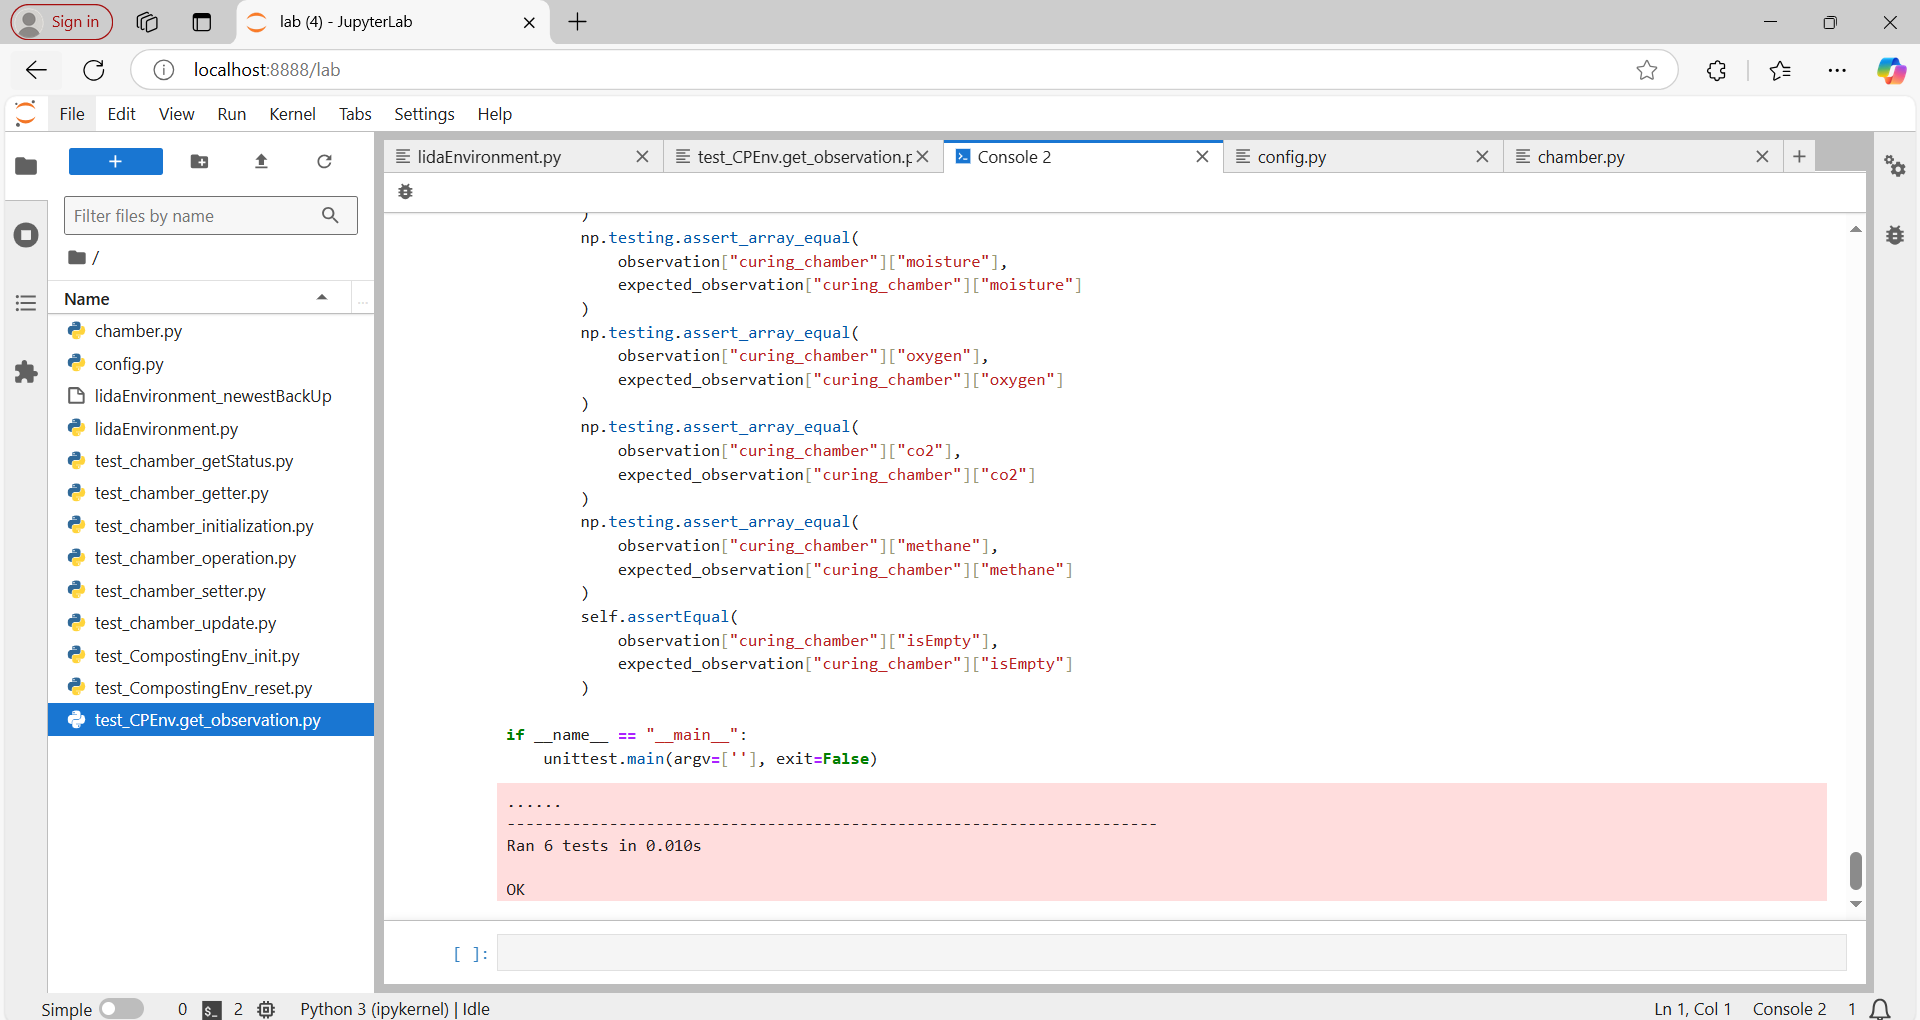 Sign in
lab (4) - JupyterLab
localhost:8888/lab
File Edit View Run Kernel Tabs Settings Help
lidaEnvironment.py
test_CPEnv.get_observation.p
Console 2
config.py
chamber.py
Filter files by name
/
Name
...
chamber.py
config.py
lidaEnvironment_newestBackUp
lidaEnvironment.py
test_chamber_getStatus.py
test_chamber_getter.py
test_chamber_initialization.py
test_chamber_operation.py
test_chamber_setter.py
test_chamber_update.py
test_CompostingEnv_init.py
test_CompostingEnv_reset.py
test_CPEnv.get_observation.py
)
np.testing.assert_array_equal(
observation["curing_chamber"]["moisture"],
expected_observation["curing_chamber"]["moisture"]
)
np.testing.assert_array_equal(
observation["curing_chamber"]["oxygen"],
expected_observation["curing_chamber"]["oxygen"]
)
np.testing.assert_array_equal(
observation["curing_chamber"]["co2"],
expected_observation["curing_chamber"]["co2"]
)
np.testing.assert_array_equal(
observation["curing_chamber"]["methane"],
expected_observation["curing_chamber"]["methane"]
)
self.assertEqual(
observation["curing_chamber"]["isEmpty"],
expected_observation["curing_chamber"]["isEmpty"]
)
if __name__ == "__main__":
unittest.main(argv=[''], exit=False)
......
----------------------------------------------------------------------
Ran 6 tests in 0.010s
OK
[ ]:
Simple 0 $_ 2 Python 3 (ipykernel) | Idle
Ln 1, Col 1 Console 2 1